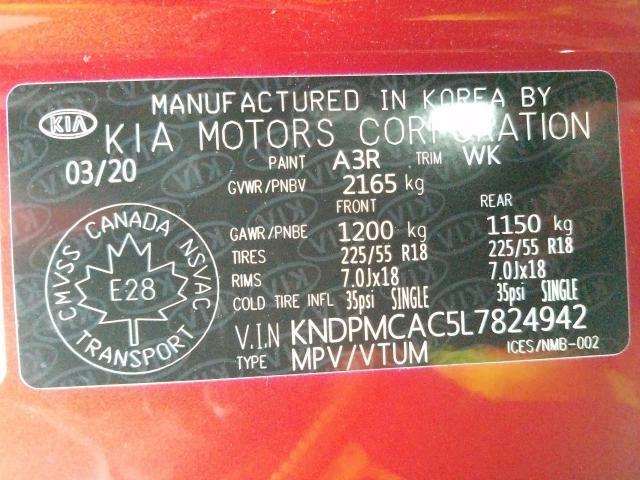 MANUFACTURED IN KOREA BY
KIA
KIA MOTORS CORPORATION
03/20
PAINT A3R TRIM WK
GVWR/PNBV 2165 kg
FRONT REAR
GAWR/PNBE 1200 kg 1150 kg
TIRES 225/55 R18 225/55 R18
RIMS 7.0Jx18 7.0Jx18
COLD TIRE INFL 35psi SINGLE 35psi SINGLE
CMVSS CANADA NSVAC
E28
TRANSPORT
V.I.N KNDPMCAC5L7824942
TYPE MPV/VTUM ICES/NMB-002